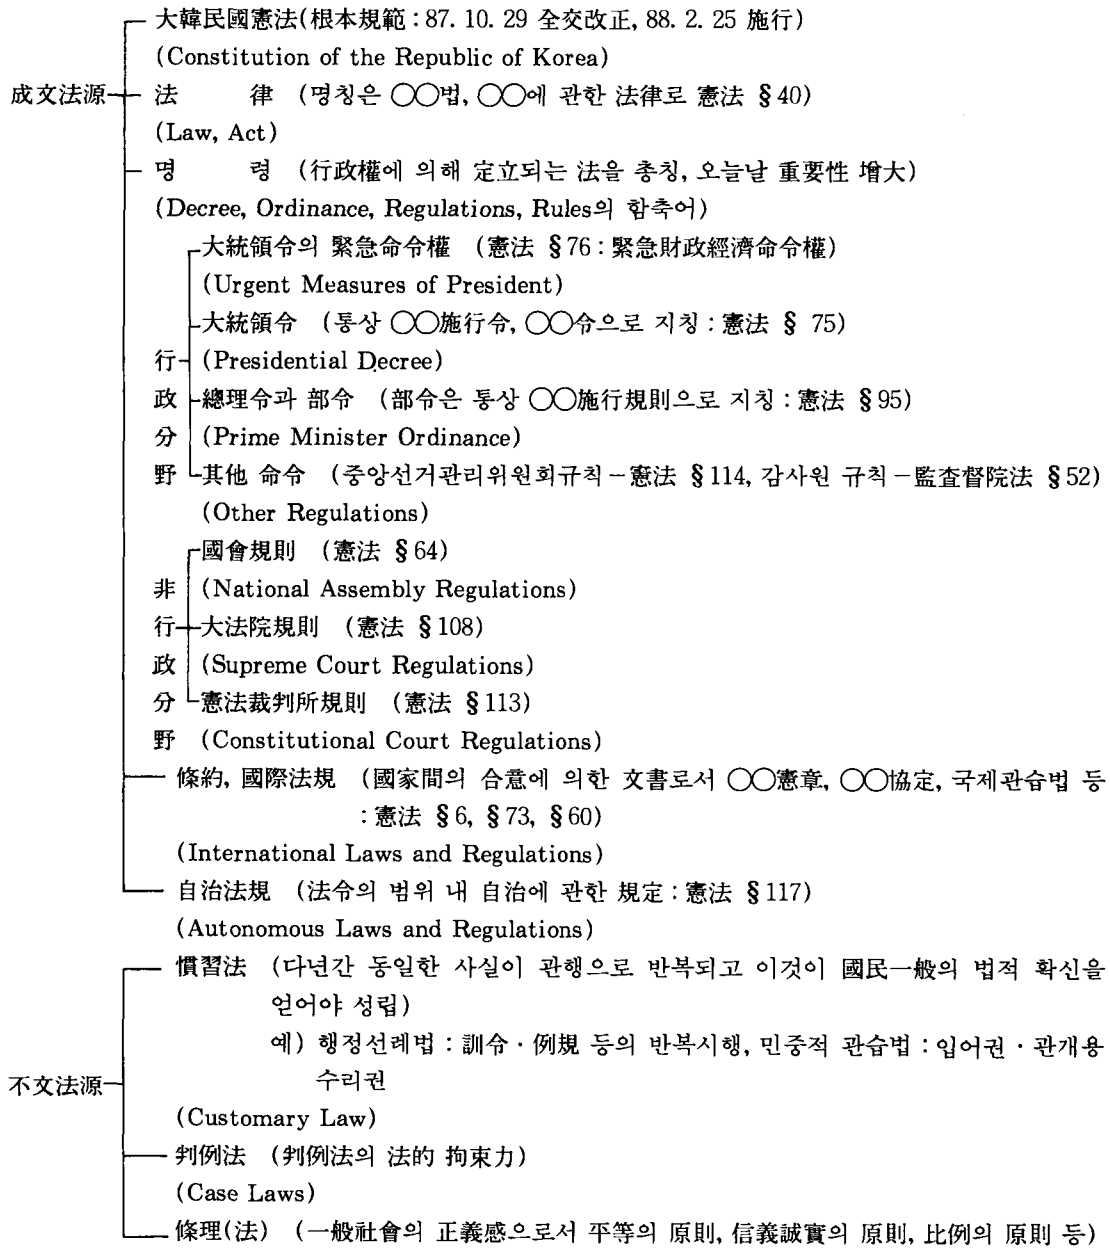 大韓民國憲法(根本規範 : 87. 10. 29 全交改正, 88. 2. 25 施行)
(Constitution of the Republic of Korea)
成文法源 法 律 (명칭은 ○○법, ○○에 관한 法律로 憲法 §40)
(Law, Act)
명 령 (行政權에 의해 定立되는 法을 총칭, 오늘날 重要性 增大)
(Decree, Ordinance, Regulations, Rules의 함축어)
大統領令의 緊急命令權 (憲法 §76 : 緊急財政經濟命令權)
(Urgent Measures of President)
大統領令 (통상 ○○施行令, ○○令으로 지칭 : 憲法 § 75)
行 (Presidential Decree)
政 總理令과 部令 (部令은 통상 ○○施行規則으로 지칭 : 憲法 §95)
分 (Prime Minister Ordinance)
野 其他 命令 (중앙선거관리위원회규칙－憲法 §114, 감사원 규칙－監査督院法 §52)
(Other Regulations)
國會規則 (憲法 §64)
非 (National Assembly Regulations)
行 大法院規則 (憲法 §108)
政 (Supreme Court Regulations)
分 憲法裁判所規則 (憲法 §113)
野 (Constitutional Court Regulations)
條約, 國際法規 (國家間의 合意에 의한 文書로서 ○○憲章, ○○協定, 국제관습법 등
: 憲法 §6, §73, §60)
(International Laws and Regulations)
自治法規 (法令의 범위 내 自治에 관한 規定 : 憲法 §117)
(Autonomous Laws and Regulations)
慣習法 (다년간 동일한 사실이 관행으로 반복되고 이것이 國民一般의 법적 확신을
얻어야 성립)
예) 행정선례법 : 訓令 · 例規 등의 반복시행, 민중적 관습법 : 입어권 · 관개용
不文法源 수리권
(Customary Law)
判例法 (判例法의 法的 拘束力)
(Case Laws)
條理(法) (一般社會의 正義感으로서 平等의 原則, 信義誠實의 原則, 比例의 原則 등)